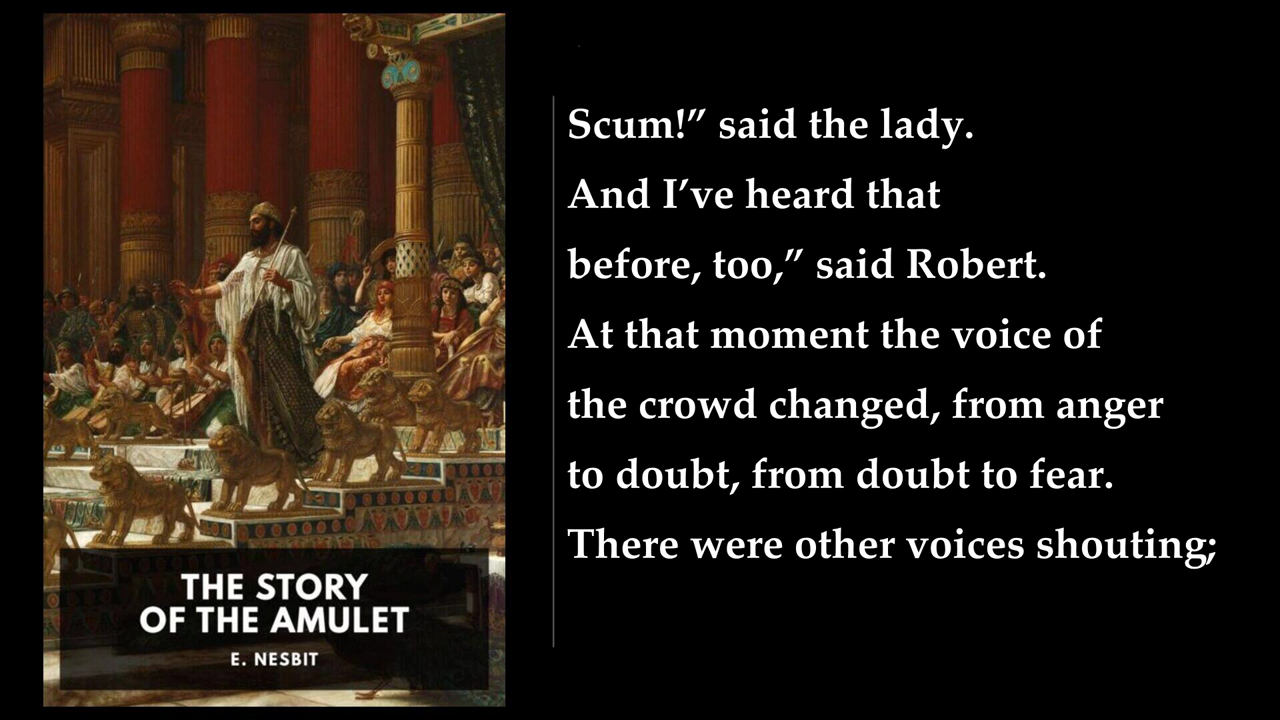 THE STORY
OF THE AMULET
E. NESBIT
Scum!” said the lady.
And I’ve heard that
before, too,” said Robert.
At that moment the voice of
the crowd changed, from anger
to doubt, from doubt to fear.
There were other voices shouting;